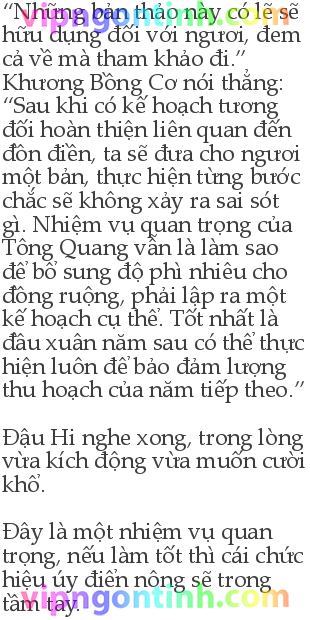 “Những bản thảo này có lẽ sẽ
hữu dụng đối với ngươi, đem
cả về mà tham khảo đi.”
Khương Bồng Cơ nói thẳng:
“Sau khi có kế hoạch tương
đối hoàn thiện liên quan đến
đồn điền, ta sẽ đưa cho ngươi
một bản, thực hiện từng bước
chắc sẽ không xảy ra sai sót
gì. Nhiệm vụ quan trọng của
Tông Quang vẫn là làm sao
để bổ sung độ phì nhiêu cho
đồng ruộng, phải lập ra một
kế hoạch cụ thể. Tốt nhất là
đầu xuân năm sau có thể thực
hiện luôn để bảo đảm lượng
thu hoạch của năm tiếp theo.”

Đậu Hi nghe xong, trong lòng
vừa kích động vừa muốn cười
khổ.

Đây là một nhiệm vụ quan
trọng, nếu làm tốt thì cái chức
hiệu úy điển nông sẽ trong
tầm tay.
vipngontinh.com
vipngontinh.com